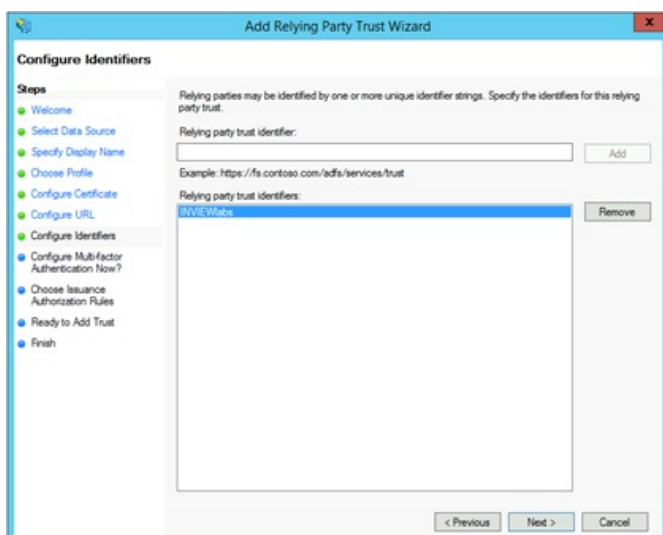 Add Relying Party Trust Wizard
x
Configure Identifiers
Steps
Welcome
Select Data Source
Specify Display Name
Choose Profile
Configure Certificate
Configure URL
Configure Identifiers
Configure Multi-factor
Authentication Now?
Choose Issuance
Authorization Rules
Ready to Add Trust
Finish
Relying parties may be identified by one or more unique identifier strings. Specify the identifiers for this relying
party trust.
Relying party trust identifier:
Add
Example: https://fs.contoso.com/adfs/services/trust
Relying party trust identifiers:
INVIEWlabs
Remove
< Previous
Next >
Cancel